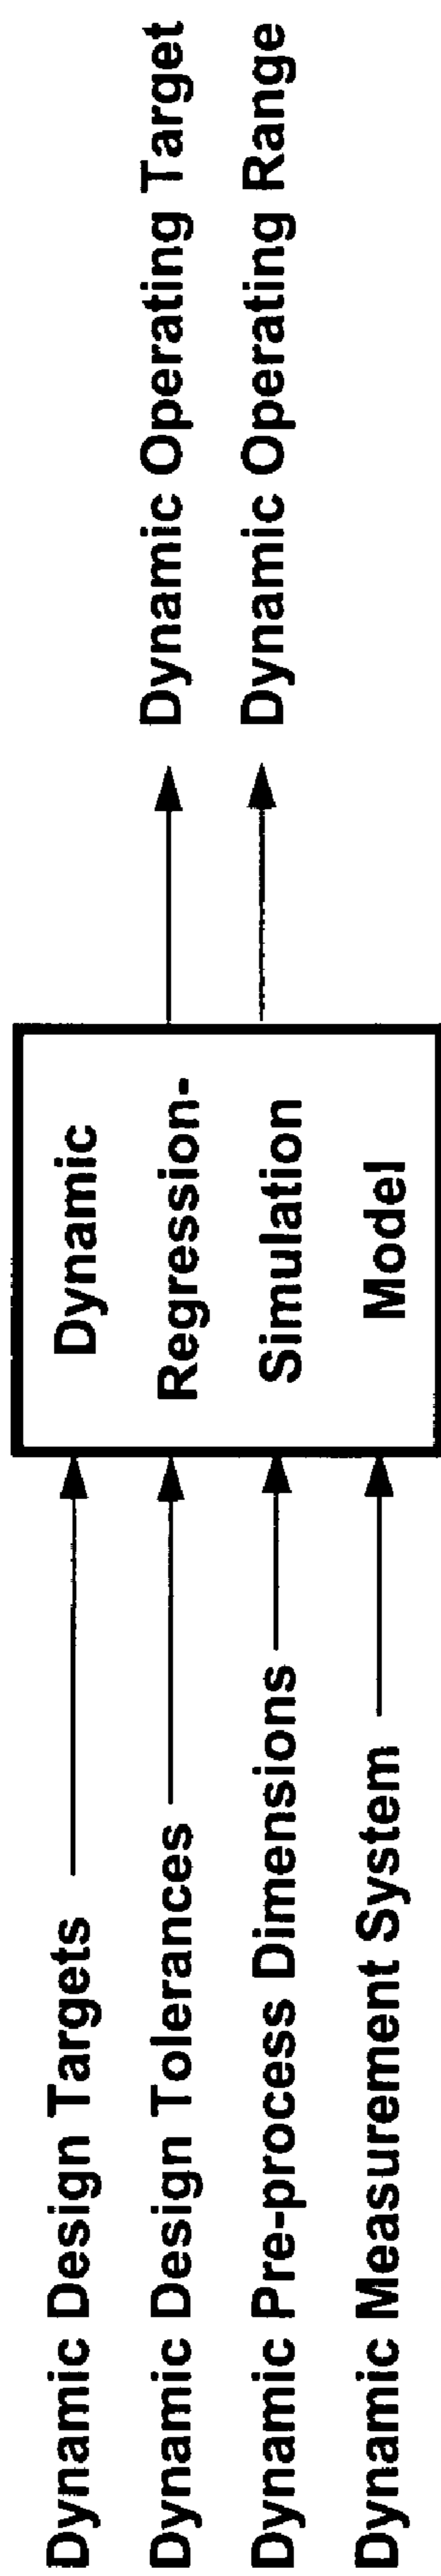 Dynamic Design Targets
Dynamic Design Tolerances
Dynamic Pre-process Dimensions
Dynamic Measurement System
Dynamic
Regression-
Simulation
Model
Dynamic Operating Target
Dynamic Operating Range